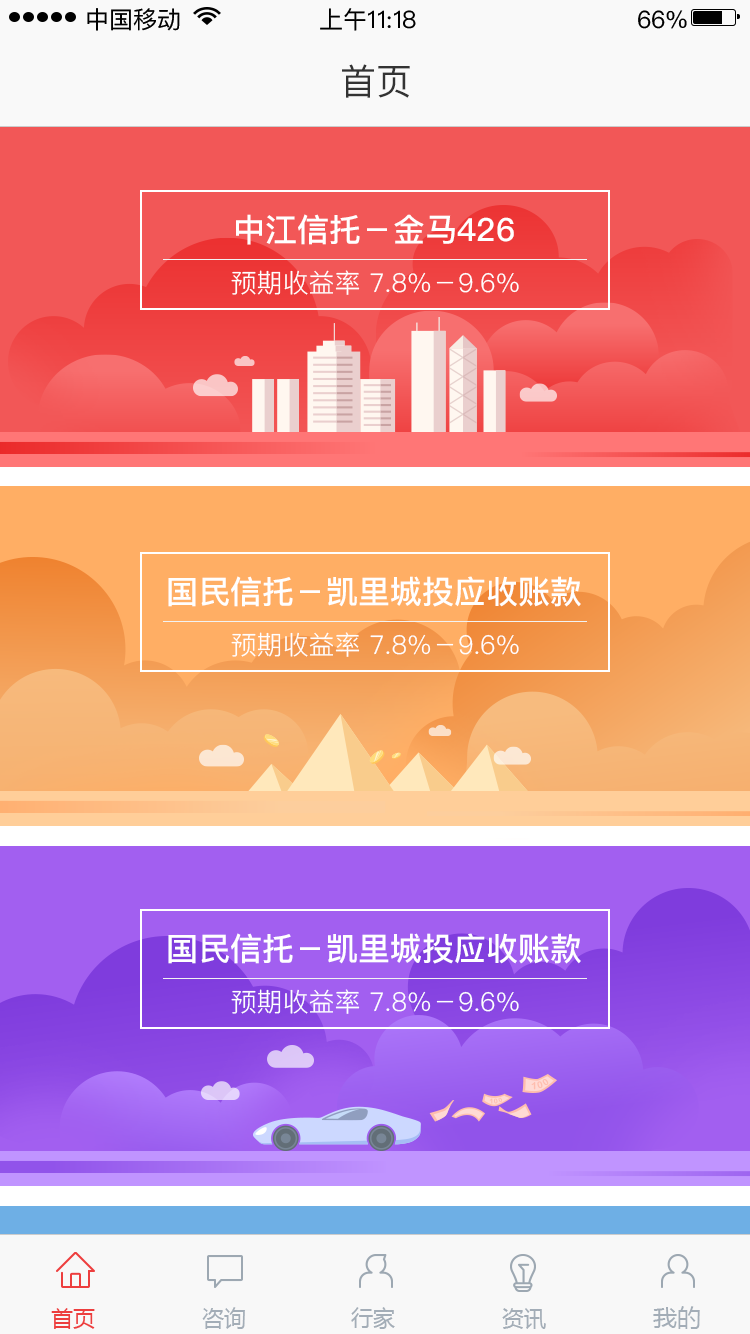 中国移动 上午11:18 66%
首页
中江信托－金马426
预期收益率 7.8%－9.6%
国民信托－凯里城投应收账款
预期收益率 7.8%－9.6%
国民信托－凯里城投应收账款
预期收益率 7.8%－9.6%
100
首页 咨询 行家 资讯 我的